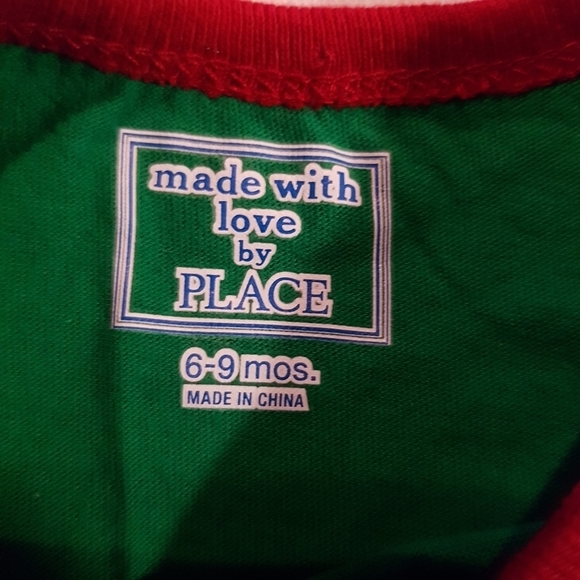 made with
love
by
PLACE
6-9 mos.
MADE IN CHINA